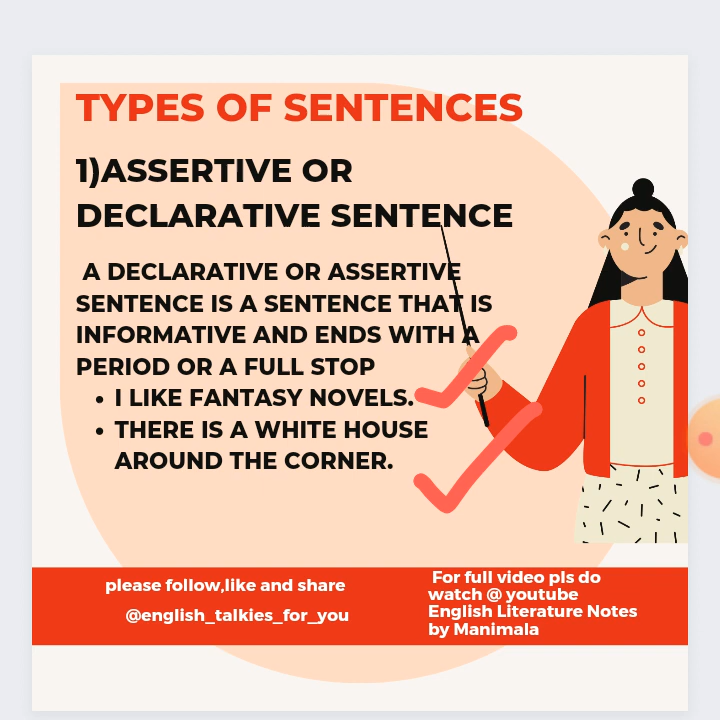 TYPES OF SENTENCES
1)ASSERTIVE OR
DECLARATIVE SENTENCE
A DECLARATIVE OR ASSERTIVE
SENTENCE IS A SENTENCE THAT IS
INFORMATIVE AND ENDS WITH A
PERIOD OR A FULL STOP
• I LIKE FANTASY NOVELS.
• THERE IS A WHITE HOUSE
AROUND THE CORNER.
please follow,like and share
@english_talkies_for_you
For full video pls do
watch @ youtube
English Literature Notes
by Manimala